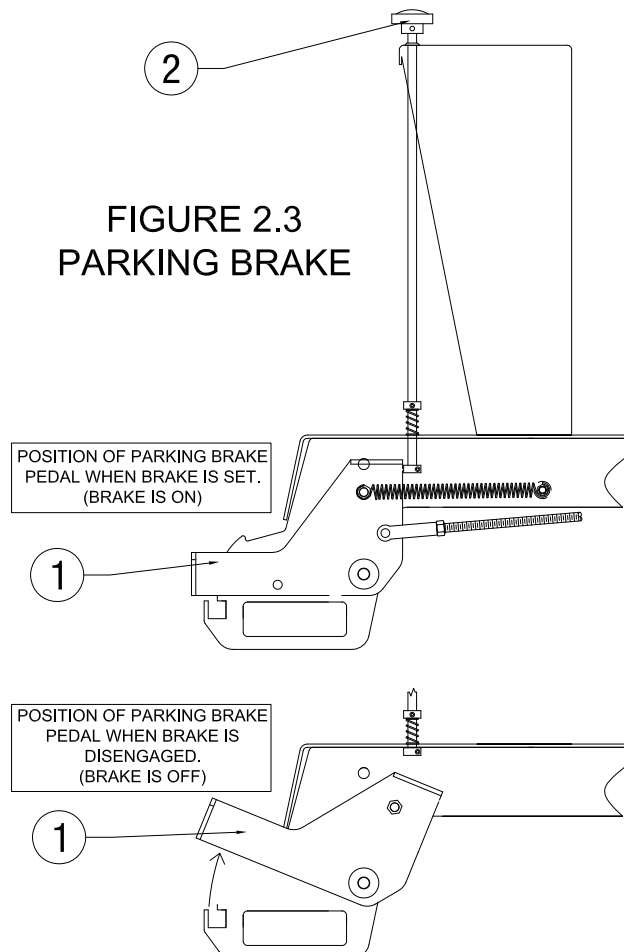 2
FIGURE 2.3
PARKING BRAKE
POSITION OF PARKING BRAKE
PEDAL WHEN BRAKE IS SET.
(BRAKE IS ON)
1
POSITION OF PARKING BRAKE
PEDAL WHEN BRAKE IS
DISENGAGED.
(BRAKE IS OFF)
1